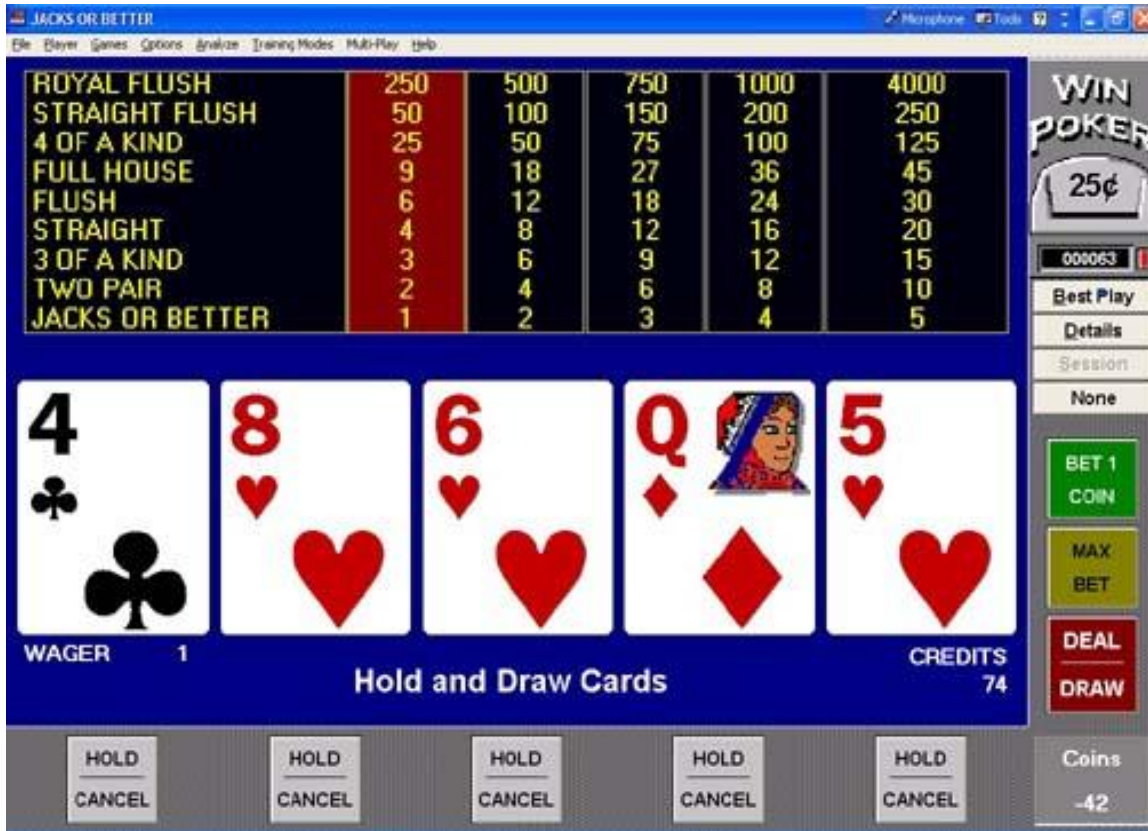 JACKS OR BETTER
Microphone Tools
File Player Games Options Analyze Training Modes Multi-Play Help
ROYAL FLUSH 250 500 750 1000 4000
STRAIGHT FLUSH 50 100 150 200 250
4 OF A KIND 25 50 75 100 125
FULL HOUSE 9 18 27 36 45
FLUSH 6 12 18 24 30
STRAIGHT 4 8 12 16 20
3 OF A KIND 3 6 9 12 15
TWO PAIR 2 4 6 8 10
JACKS OR BETTER 1 2 3 4 5
WIN
POKER
25¢
000063
Best Play
Details
Session
None
4 8 6 Q 5
BET 1
COIN
MAX
BET
DEAL
DRAW
WAGER 1
CREDITS
74
Hold and Draw Cards
HOLD HOLD HOLD HOLD HOLD
CANCEL CANCEL CANCEL CANCEL CANCEL
Coins
-42